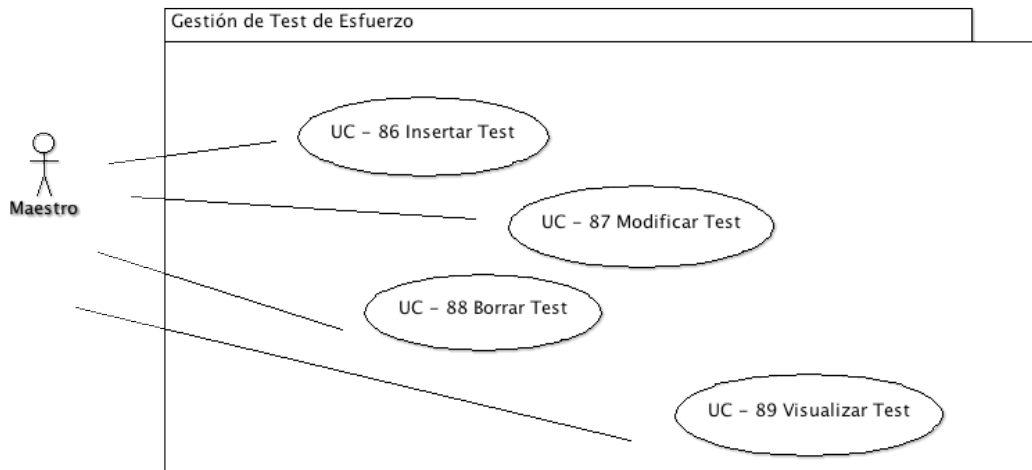 Gestión de Test de Esfuerzo
UC - 86 Insertar Test
Maestro
UC - 87 Modificar Test
UC - 88 Borrar Test
UC - 89 Visualizar Test